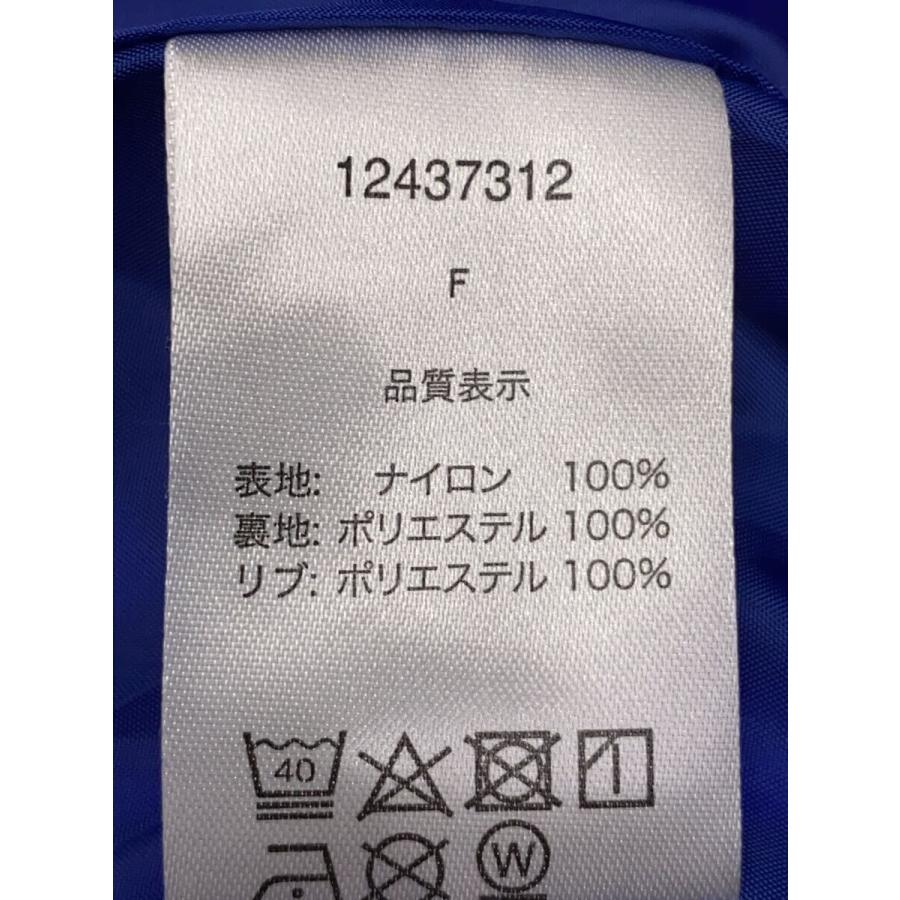 12437312
F
品質表示
表地: ナイロン 100%
裏地: ポリエステル 100%
リブ: ポリエステル 100%
40
W